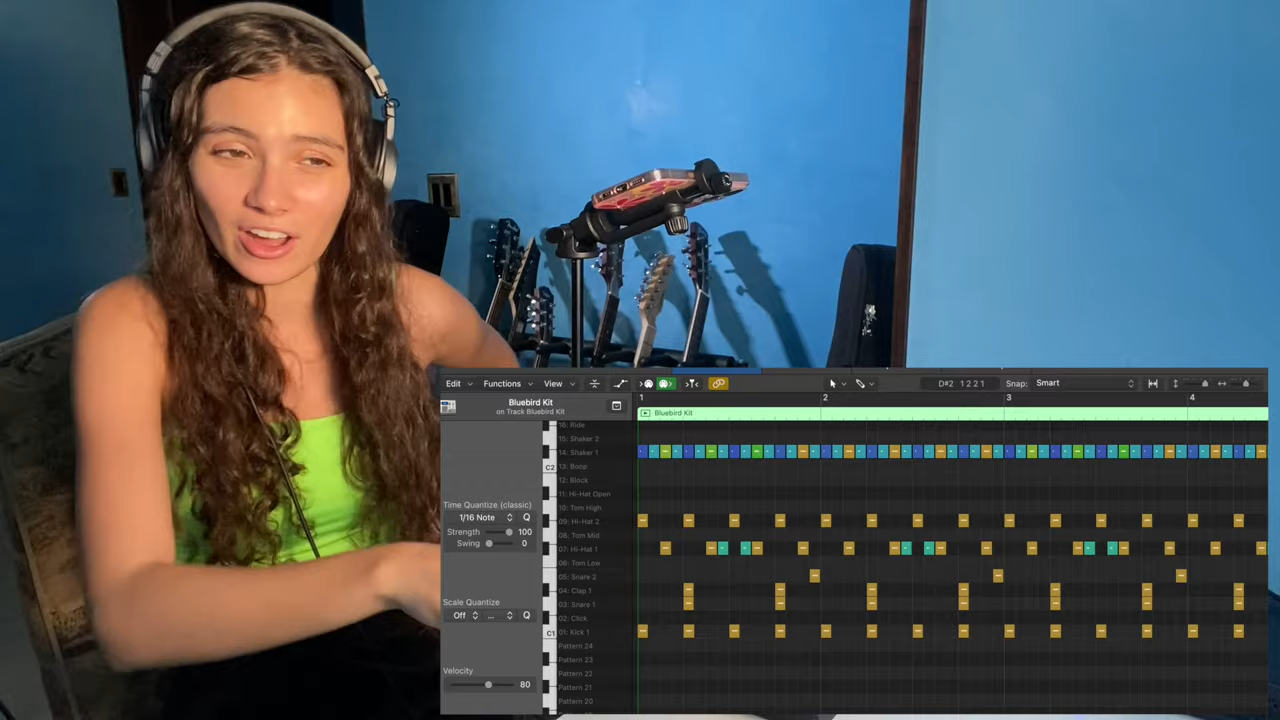 Edit Functions View D#2 1 2 2 1 Snap: Smart
Bluebird Kit
on Track Bluebird Kit
1 2 3 4
Bluebird Kit
16: Ride
15: Shaker 2
14: Shaker 1
C2 13: Boop
12: Block
11: Hi-Hat Open
10: Tom High
09: Hi-Hat 2
08: Tom Mid
07: Hi-Hat 1
06: Tom Low
05: Snare 2
04: Clap 1
03: Snare 1
02: Click
C1 01: Kick 1
Pattern 24
Pattern 23
Pattern 22
Pattern 21
Pattern 20
Time Quantize (classic)
1/16 Note Q
Strength 100
Swing 0
Scale Quantize
Off ... Q
Velocity
80